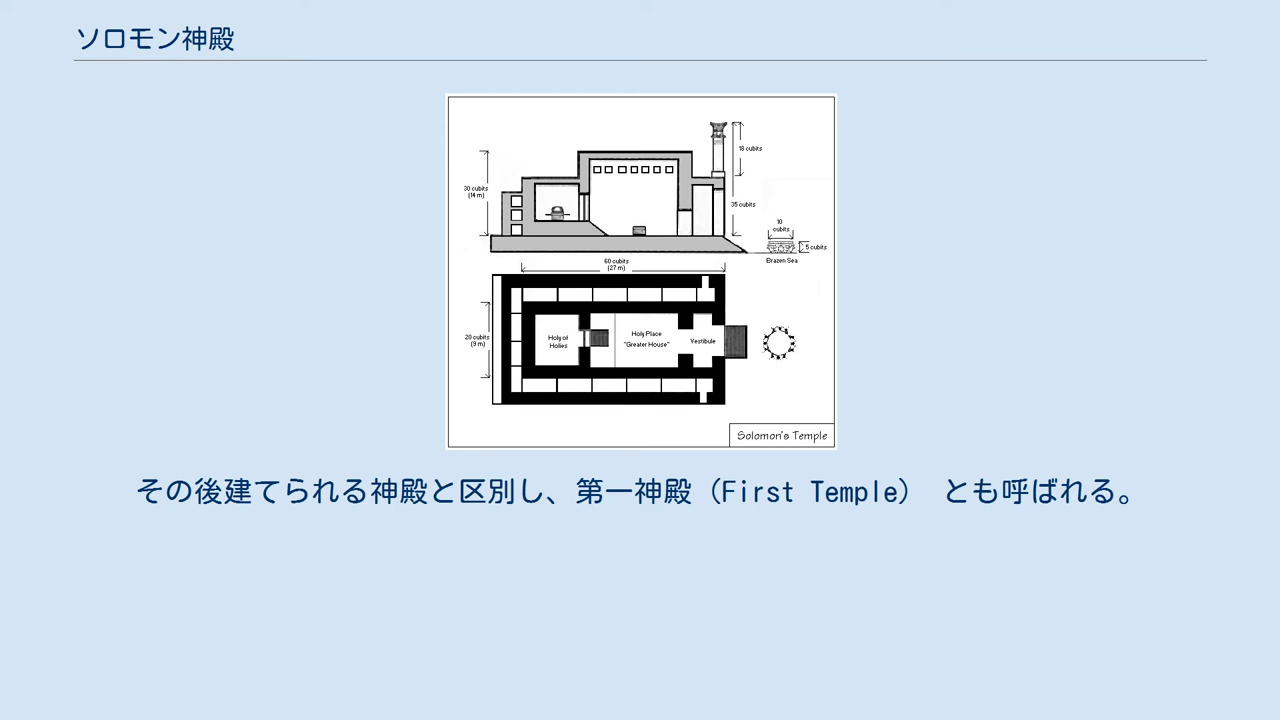 ソロモン神殿
18 cubits
30 cubits
(14 m)
35 cubits
10
cubits
5 cubits
Brazen Sea
60 cubits
(27 m)
20 cubits
(9 m)
Holy of
Holies
Holy Place
"Greater House"
Vestibule
Solomon's Temple
その後建てられる神殿と区別し、第一神殿（First Temple） とも呼ばれる。